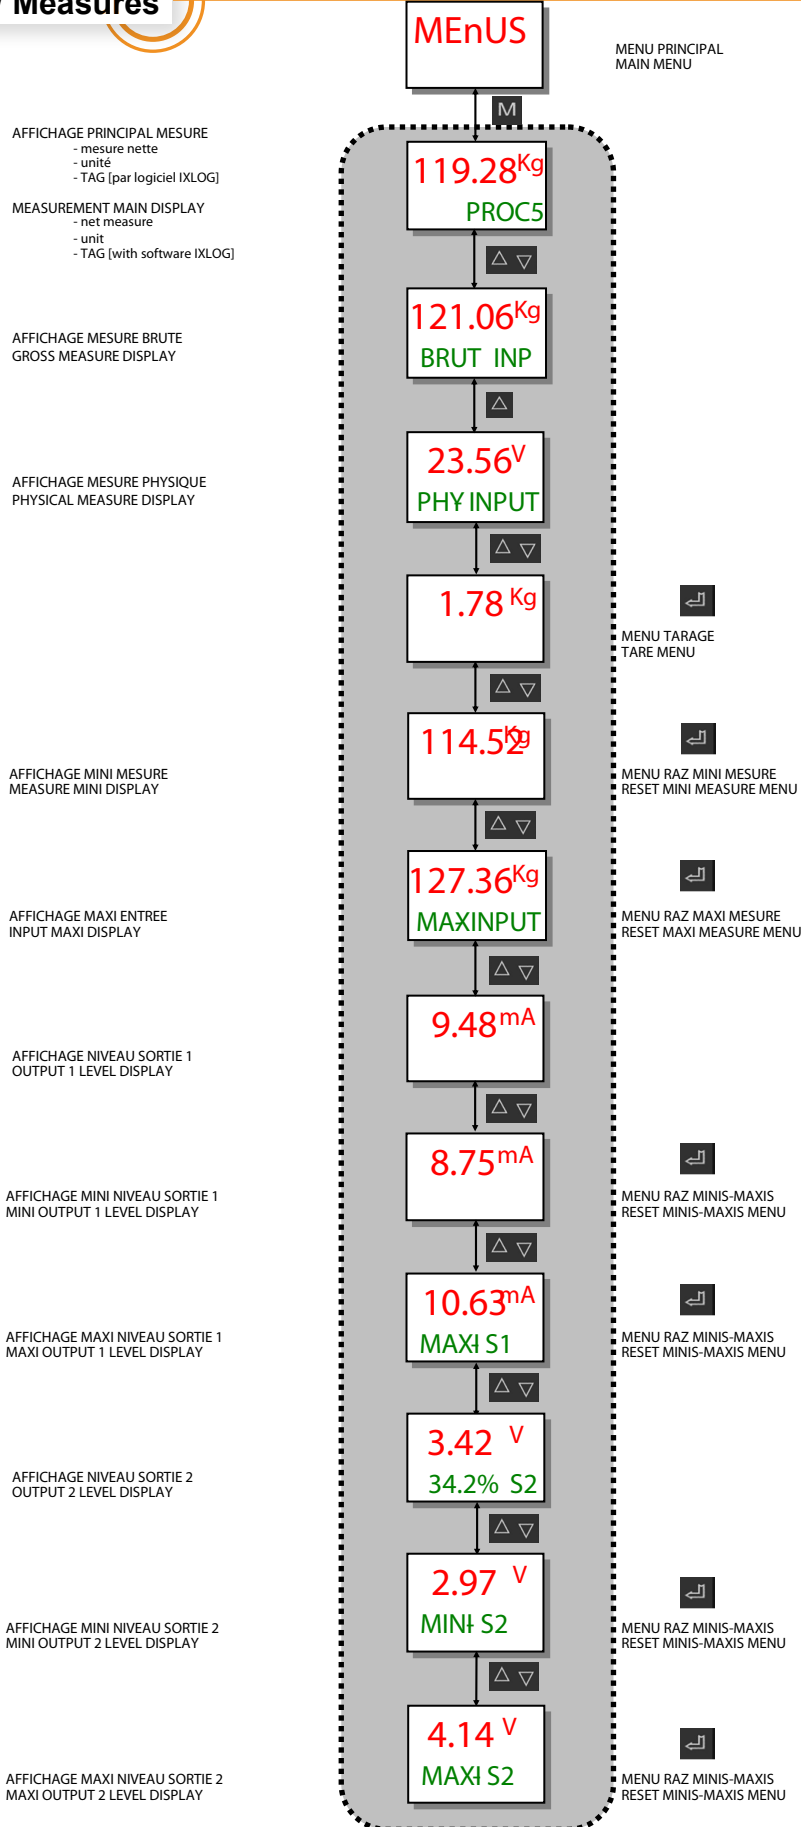 Measures
MEnUS
MENU PRINCIPAL
MAIN MENU
M
AFFICHAGE PRINCIPAL MESURE
- mesure nette
- unité
- TAG [par logiciel IXLOG]
MEASUREMENT MAIN DISPLAY
- net measure
- unit
- TAG [with software IXLOG]
119.28Kg
PROC5
AFFICHAGE MESURE BRUTE
GROSS MEASURE DISPLAY
121.06Kg
BRUT INP
AFFICHAGE MESURE PHYSIQUE
PHYSICAL MEASURE DISPLAY
23.56V
PHY INPUT
1.78 Kg
MENU TARAGE
TARE MENU
AFFICHAGE MINI MESURE
MEASURE MINI DISPLAY
114.52Kg
MENU RAZ MINI MESURE
RESET MINI MEASURE MENU
AFFICHAGE MAXI ENTREE
INPUT MAXI DISPLAY
127.36Kg
MAXINPUT
MENU RAZ MAXI MESURE
RESET MAXI MEASURE MENU
AFFICHAGE NIVEAU SORTIE 1
OUTPUT 1 LEVEL DISPLAY
9.48mA
AFFICHAGE MINI NIVEAU SORTIE 1
MINI OUTPUT 1 LEVEL DISPLAY
8.75mA
MENU RAZ MINIS-MAXIS
RESET MINIS-MAXIS MENU
AFFICHAGE MAXI NIVEAU SORTIE 1
MAXI OUTPUT 1 LEVEL DISPLAY
10.63mA
MAXI S1
MENU RAZ MINIS-MAXIS
RESET MINIS-MAXIS MENU
AFFICHAGE NIVEAU SORTIE 2
OUTPUT 2 LEVEL DISPLAY
3.42 V
34.2% S2
AFFICHAGE MINI NIVEAU SORTIE 2
MINI OUTPUT 2 LEVEL DISPLAY
2.97 V
MINI S2
MENU RAZ MINIS-MAXIS
RESET MINIS-MAXIS MENU
AFFICHAGE MAXI NIVEAU SORTIE 2
MAXI OUTPUT 2 LEVEL DISPLAY
4.14 V
MAXI S2
MENU RAZ MINIS-MAXIS
RESET MINIS-MAXIS MENU